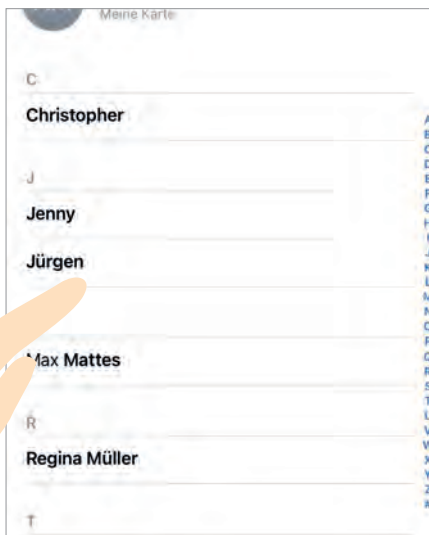 Meine Karte
C
Christopher
J
Jenny
Jürgen
Max Mattes
R
Regina Müller
T
A
B
C
D
E
F
G
H
I
J
K
L
M
N
O
P
Q
R
S
T
U
V
W
X
Y
Z
#